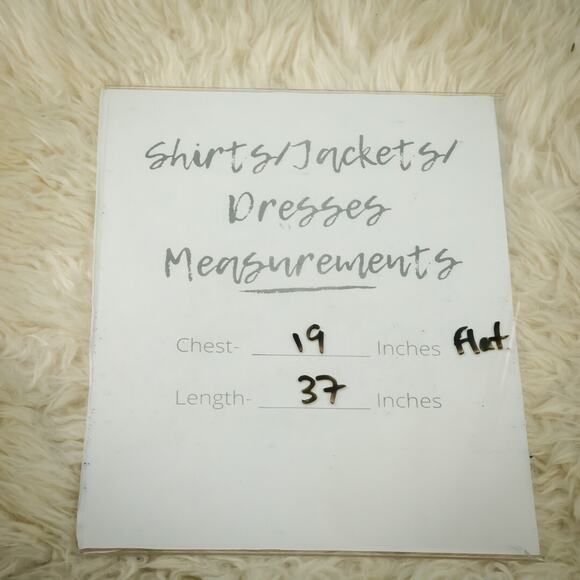 Shirts/Jackets/
Dresses
Measurements
Chest- 19 Inches Flat
Length- 37 Inches